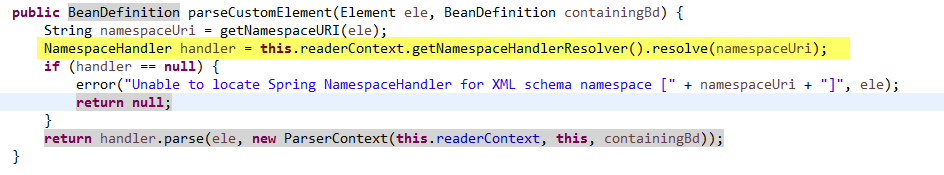 public BeanDefinition parseCustomElement(Element ele, BeanDefinition containingBd) {
String namespaceUri = getNamespaceURI(ele);
NamespaceHandler handler = this.readerContext.getNamespaceHandlerResolver().resolve(namespaceUri);
if (handler == null) {
error("Unable to locate Spring NamespaceHandler for XML schema namespace [" + namespaceUri + "]", ele);
return null;
}
return handler.parse(ele, new ParserContext(this.readerContext, this, containingBd));
}